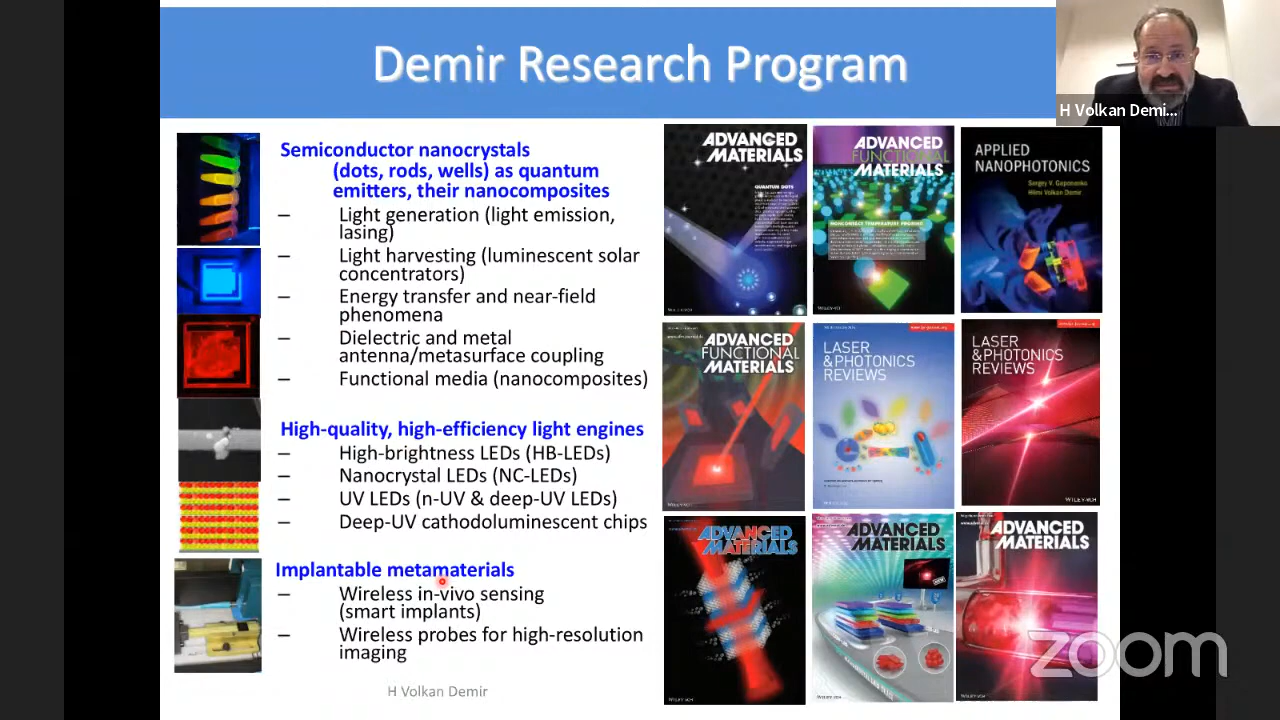 Demir Research Program
H Volkan Demi...
Semiconductor nanocrystals
(dots, rods, wells) as quantum
emitters, their nanocomposites
– Light generation (light emission,
lasing)
– Light harvesting (luminescent solar
concentrators)
– Energy transfer and near-field
phenomena
– Dielectric and metal
antenna/metasurface coupling
– Functional media (nanocomposites)
High-quality, high-efficiency light engines
– High-brightness LEDs (HB-LEDs)
– Nanocrystal LEDs (NC-LEDs)
– UV LEDs (n-UV & deep-UV LEDs)
– Deep-UV cathodoluminescent chips
Implantable metamaterials
– Wireless in-vivo sensing
(smart implants)
– Wireless probes for high-resolution
imaging
H Volkan Demir
ADVANCED
MATERIALS
QUANTUM DOTS
ADVANCED
FUNCTIONAL
MATERIALS
APPLIED
NANOPHOTONICS
Sergey V. Gaponenko
Hilmi Volkan Demir
ADVANCED
FUNCTIONAL
MATERIALS
LASER
&PHOTONICS
REVIEWS
LASER
&PHOTONICS
REVIEWS
WILEY-VCH
ADVANCED
MATERIALS
ADVANCED
MATERIALS
ADVANCED
MATERIALS
zoom